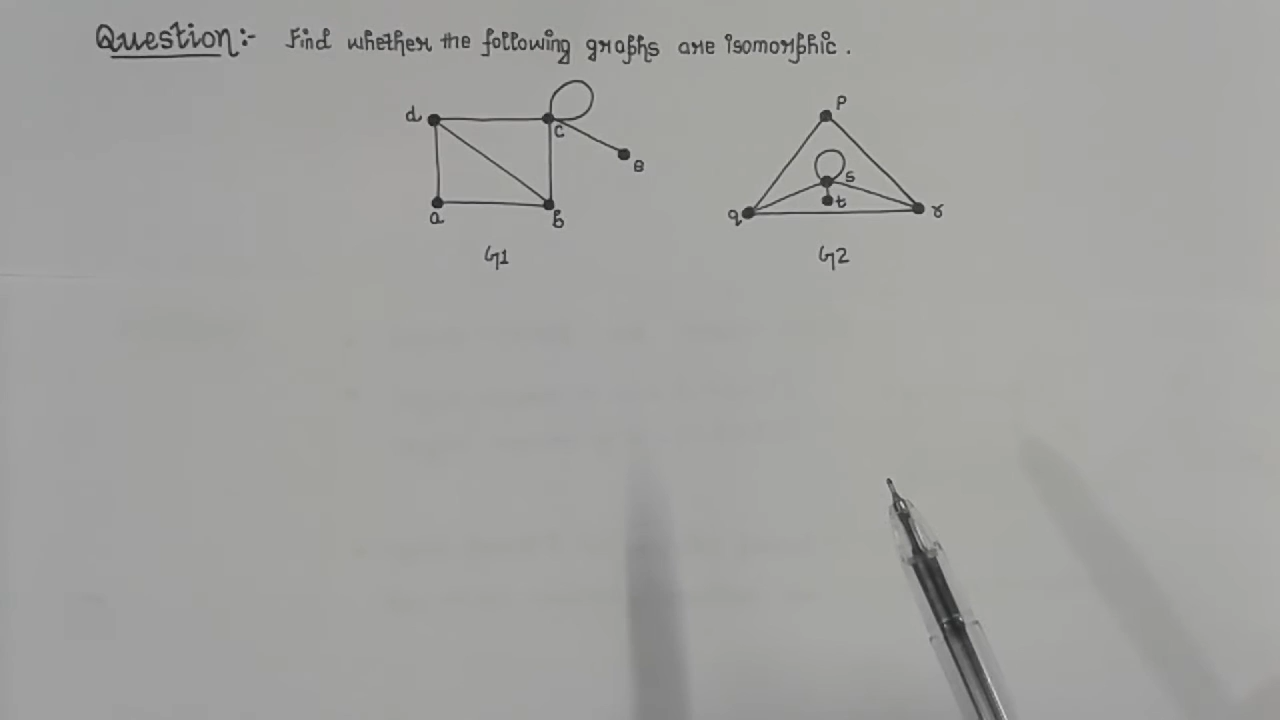 Question:- Find whether the following graphs are isomorphic.
d
c
e
a
b
G1
p
s
t
q
r
G2